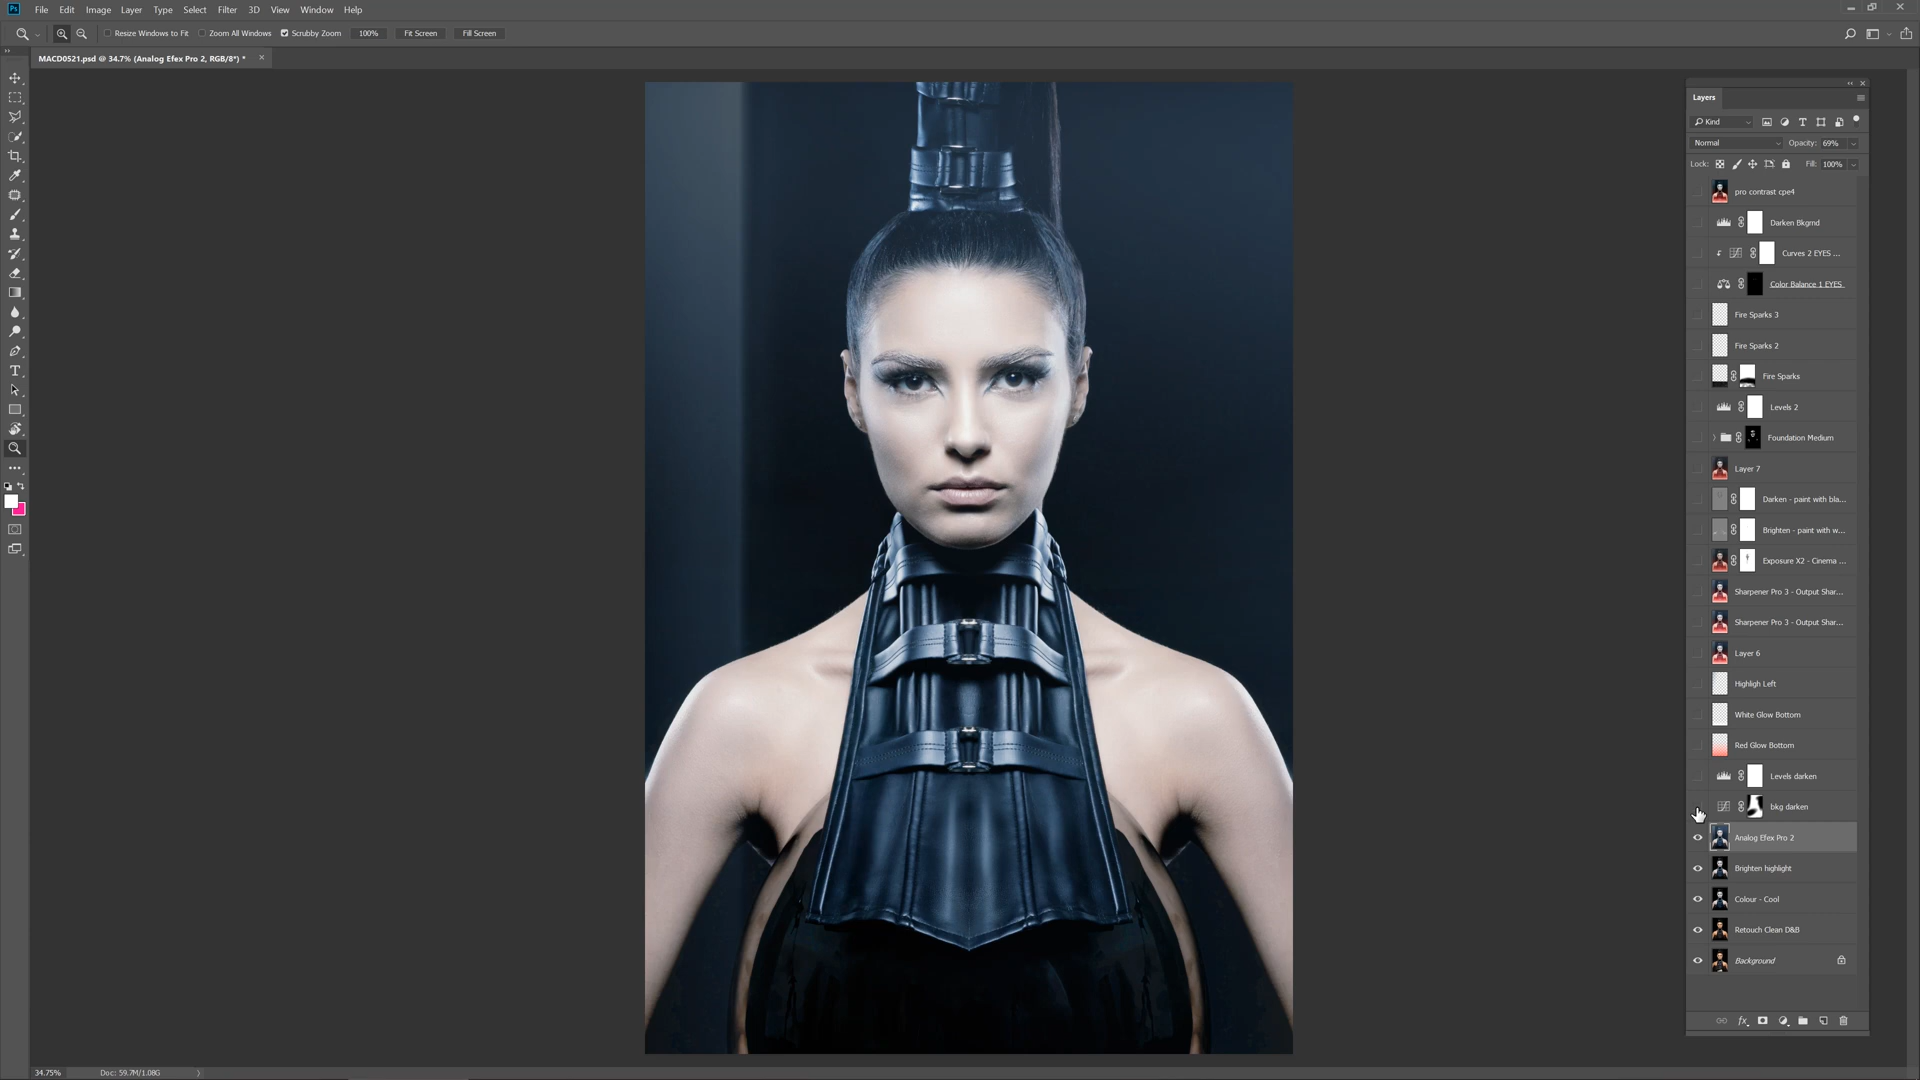 Ps File Edit Image Layer Type Select Filter 3D View Window Help
Resize Windows to Fit Zoom All Windows Scrubby Zoom 100% Fit Screen Fill Screen
MACD0521.psd @ 34.7% (Analog Efex Pro 2, RGB/8*) *
Layers
Kind
Normal Opacity: 69%
Lock: Fill: 100%
pro contrast cpe4
Darken Bkgrnd
Curves 2 EYES ...
Color Balance 1 EYES
Fire Sparks 3
Fire Sparks 2
Fire Sparks
Levels 2
Foundation Medium
Layer 7
Darken - paint with bla...
Brighten - paint with w...
Exposure X2 - Cinema ...
Sharpener Pro 3 - Output Shar...
Sharpener Pro 3 - Output Shar...
Layer 6
Highligh Left
White Glow Bottom
Red Glow Bottom
Levels darken
bkg darken
Analog Efex Pro 2
Brighten highlight
Colour - Cool
Retouch Clean D&B
Background
fx
34.75% Doc: 59.7M/1.08G